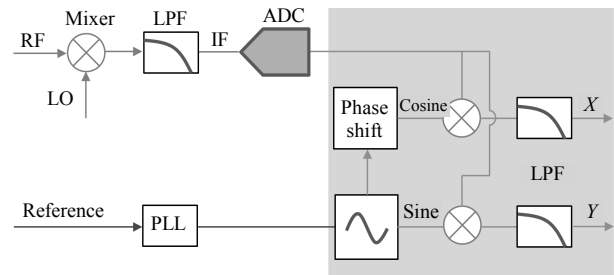 Mixer
LPF
ADC
RF
IF
LO
Phase
shift
Cosine
X
LPF
Reference
PLL
Sine
Y